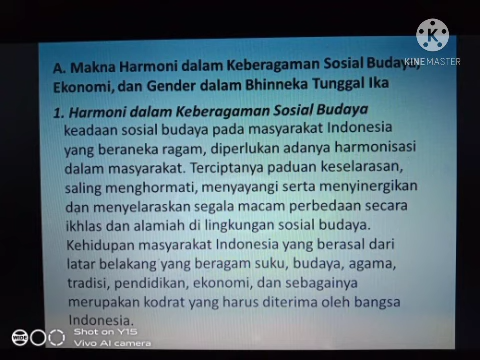 K
KINEMASTER
A. Makna Harmoni dalam Keberagaman Sosial Budaya,
Ekonomi, dan Gender dalam Bhinneka Tunggal Ika
1. Harmoni dalam Keberagaman Sosial Budaya
keadaan sosial budaya pada masyarakat Indonesia
yang beraneka ragam, diperlukan adanya harmonisasi
dalam masyarakat. Terciptanya paduan keselarasan,
saling menghormati, menyayangi serta menyinergikan
dan menyelaraskan segala macam perbedaan secara
ikhlas dan alamiah di lingkungan sosial budaya.
Kehidupan masyarakat Indonesia yang berasal dari
latar belakang yang beragam suku, budaya, agama,
tradisi, pendidikan, ekonomi, dan sebagainya
merupakan kodrat yang harus diterima oleh bangsa
Indonesia.
WIDE
Shot on Y15
Vivo AI camera